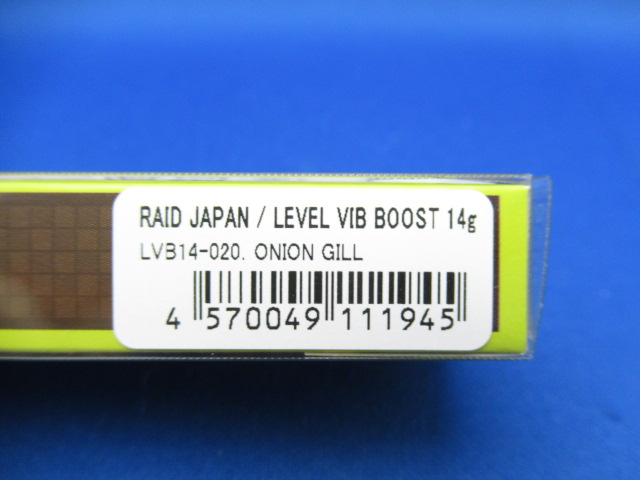 RAID JAPAN / LEVEL VIB BOOST 14g
LVB14-020. ONION GILL
4 570049 111945